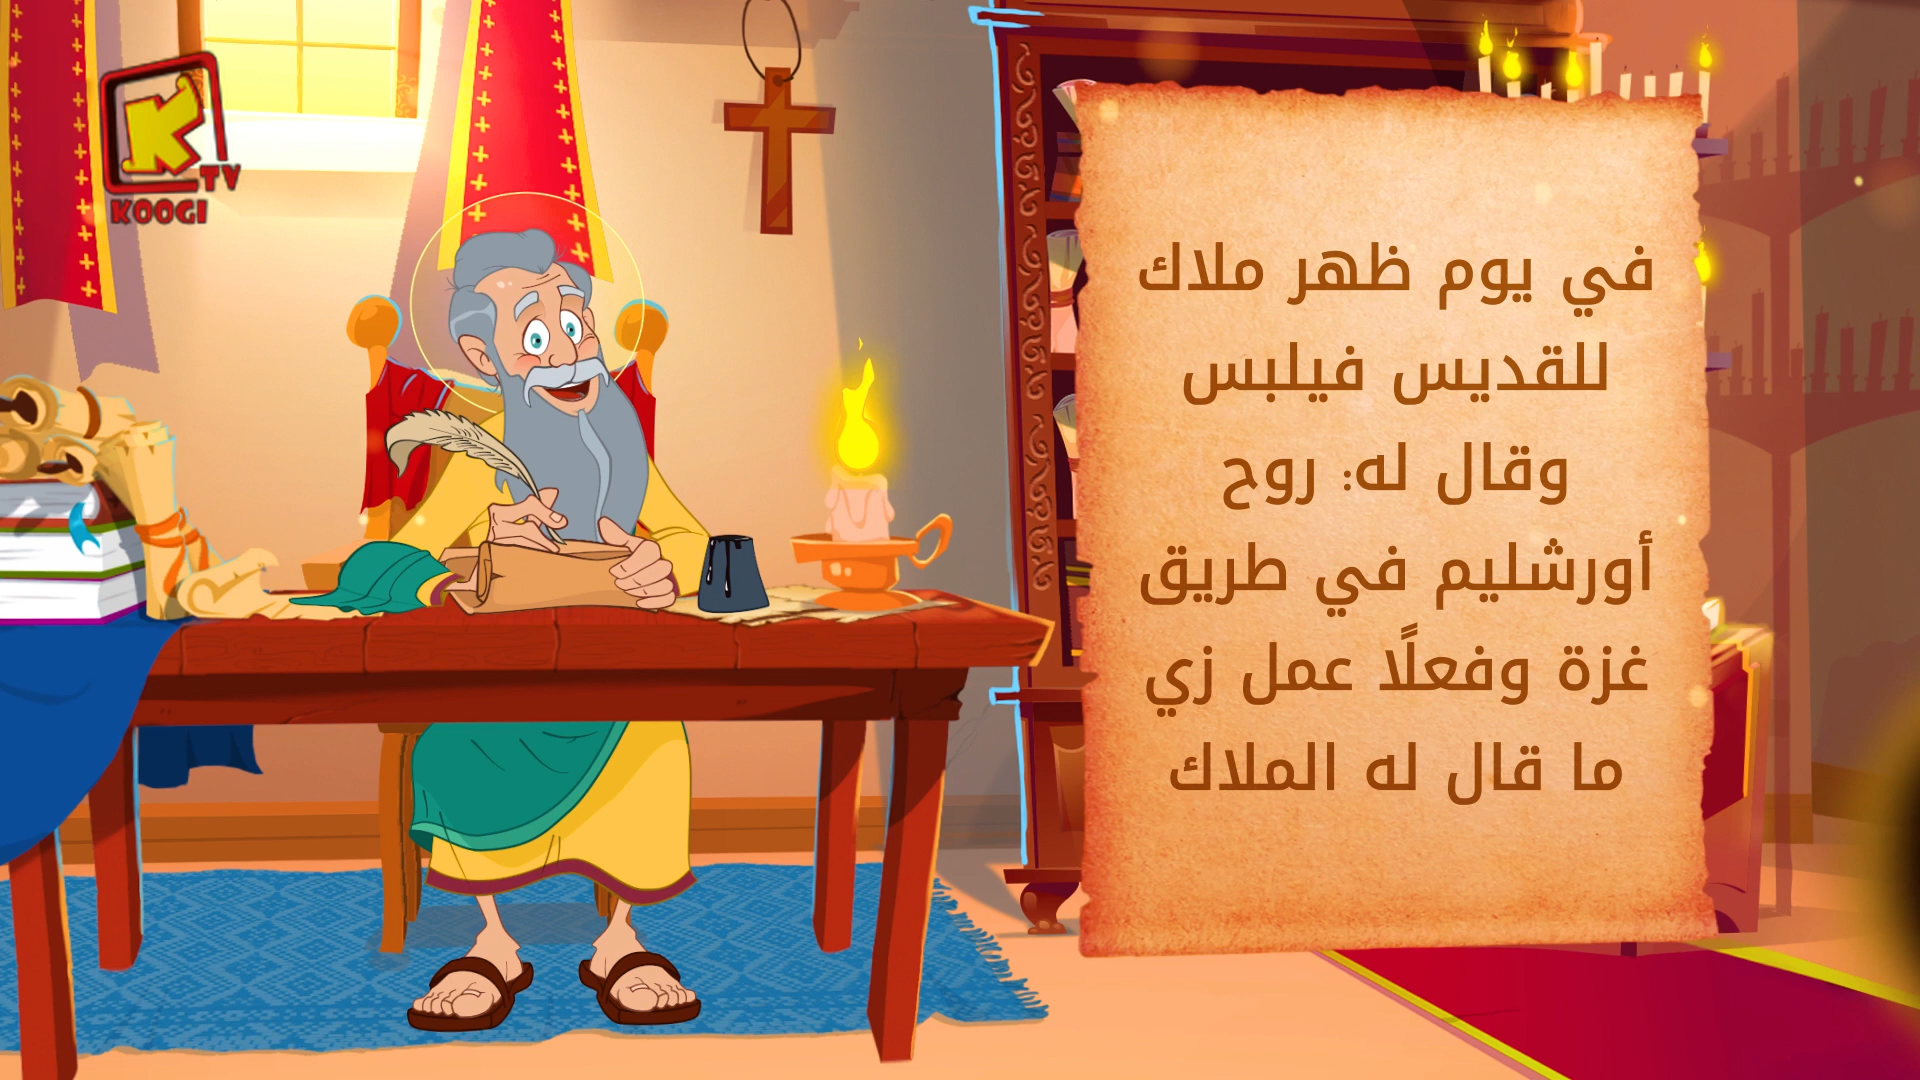 TV
KOOGI
في يوم ظهر ملاك
للقديس فيلبس
وقال له: روح
أورشليم في طريق
غزة وفعلًا عمل زي
ما قال له الملاك